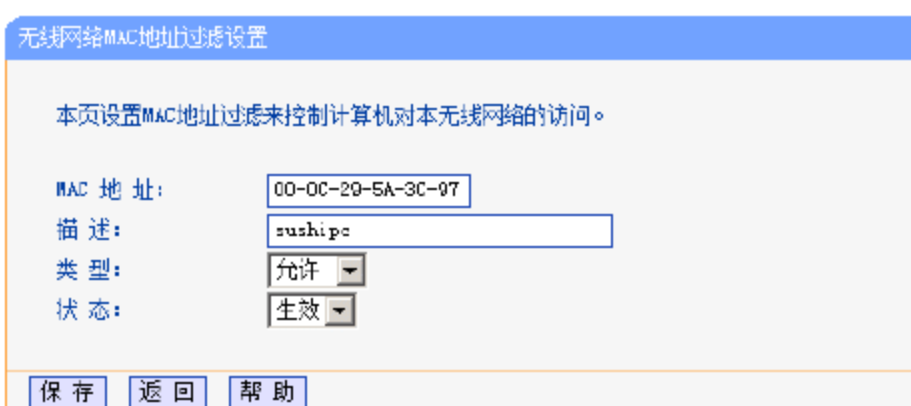 无线网络MAC地址过滤设置
本页设置MAC地址过滤来控制计算机对本无线网络的访问。
MAC 地 址： 00-0C-29-5A-3C-97
描 述： sushipc
类 型： 允许
状 态： 生效
保 存 返 回 帮 助